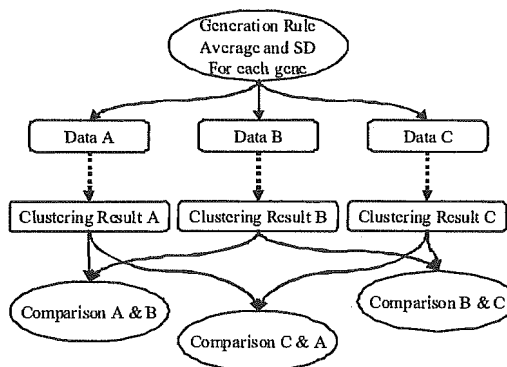 Generation Rule
Average and SD
For each gene
Data A
Data B
Data C
Clustering Result A
Clustering Result B
Clustering Result C
Comparison A & B
Comparison C & A
Comparison B & C